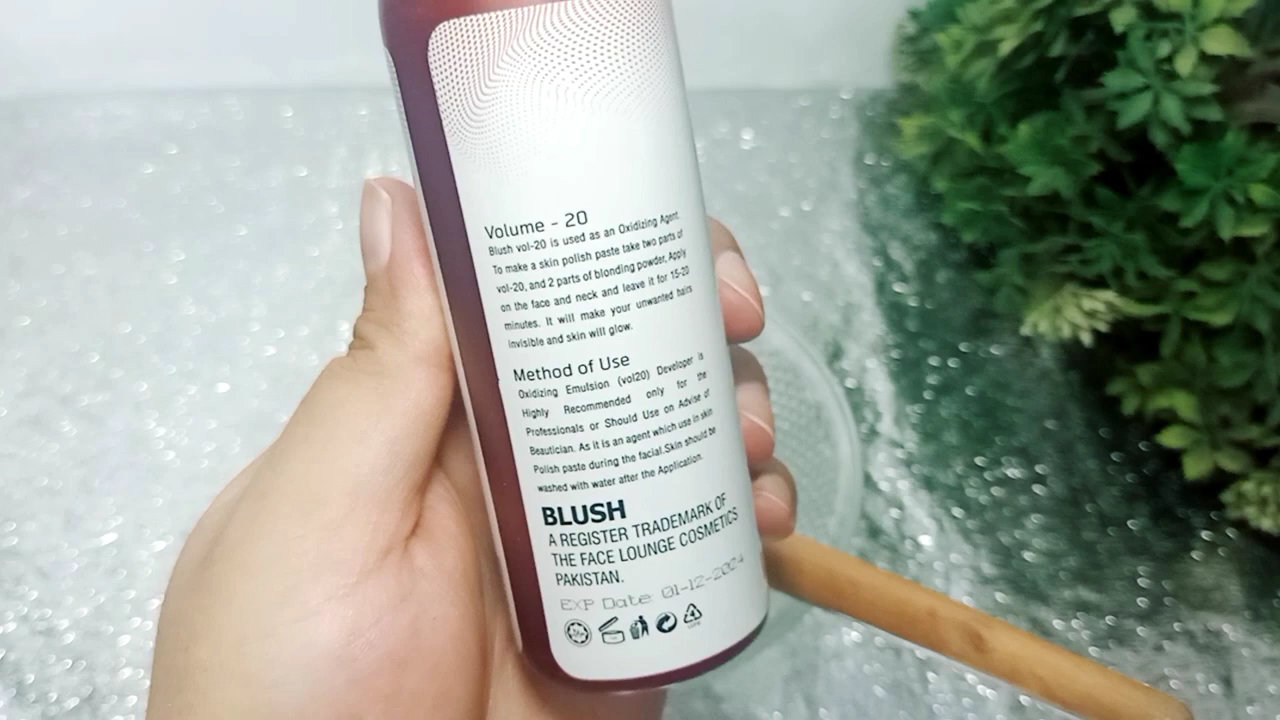 Volume - 20
Blush vol-20 is used as an Oxidizing Agent.
To make a skin polish paste take two parts of
vol-20, and 2 parts of blonding powder. Apply
on the face and neck and leave it for 15-20
minutes. It will make your unwanted hairs
invisible and skin will glow.
Method of Use
Oxidizing Emulsion (vol20) Developer is
Highly Recommended only for the
Professionals or Should Use on Advise of
Beautician. As it is an agent which use in skin
Polish paste during the facial.Skin should be
washed with water after the Application.
BLUSH
A REGISTER TRADEMARK OF
THE FACE LOUNGE COSMETICS
PAKISTAN.
EXP Date: 01-12-2024